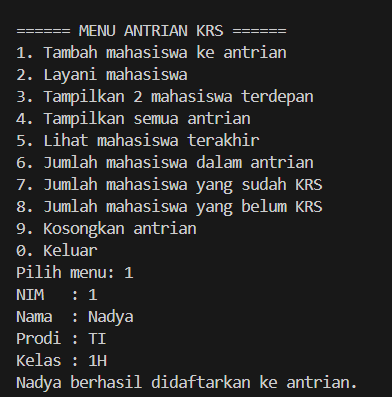 ====== MENU ANTRIAN KRS ======
1. Tambah mahasiswa ke antrian
2. Layani mahasiswa
3. Tampilkan 2 mahasiswa terdepan
4. Tampilkan semua antrian
5. Lihat mahasiswa terakhir
6. Jumlah mahasiswa dalam antrian
7. Jumlah mahasiswa yang sudah KRS
8. Jumlah mahasiswa yang belum KRS
9. Kosongkan antrian
0. Keluar
Pilih menu: 1
NIM   : 1
Nama  : Nadya
Prodi : TI
Kelas : 1H
Nadya berhasil didaftarkan ke antrian.